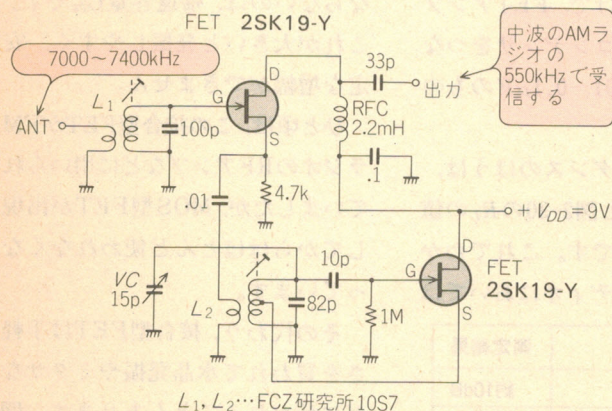 FET 2SK19-Y
7000～7400kHz
中波のAMラ
ジオの
550kHzで受
信する
33p
D
出力
L1
G
ANT
100p
RFC
2.2mH
S
.1
.01
4.7k
+VDD=9V
D
10p
G
FET
2SK19-Y
VC
15p
L2
82p
1M
S
L1, L2…FCZ研究所10S7